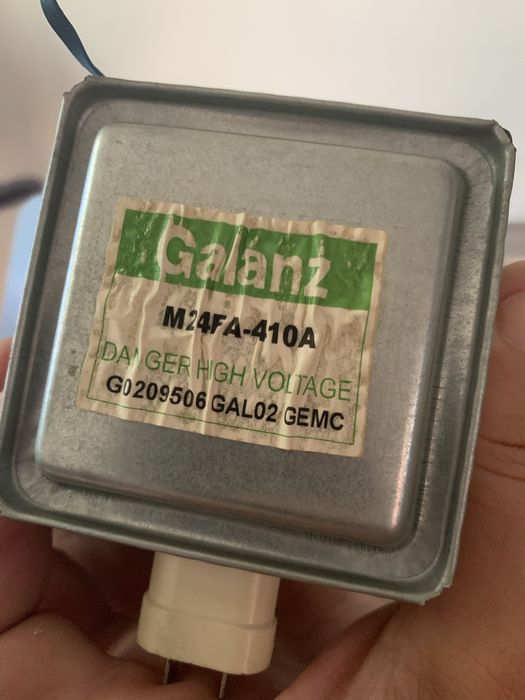 Galanz
M24FA-410A
DANGER HIGH VOLTAGE
G0209506 GAL02 GEMC